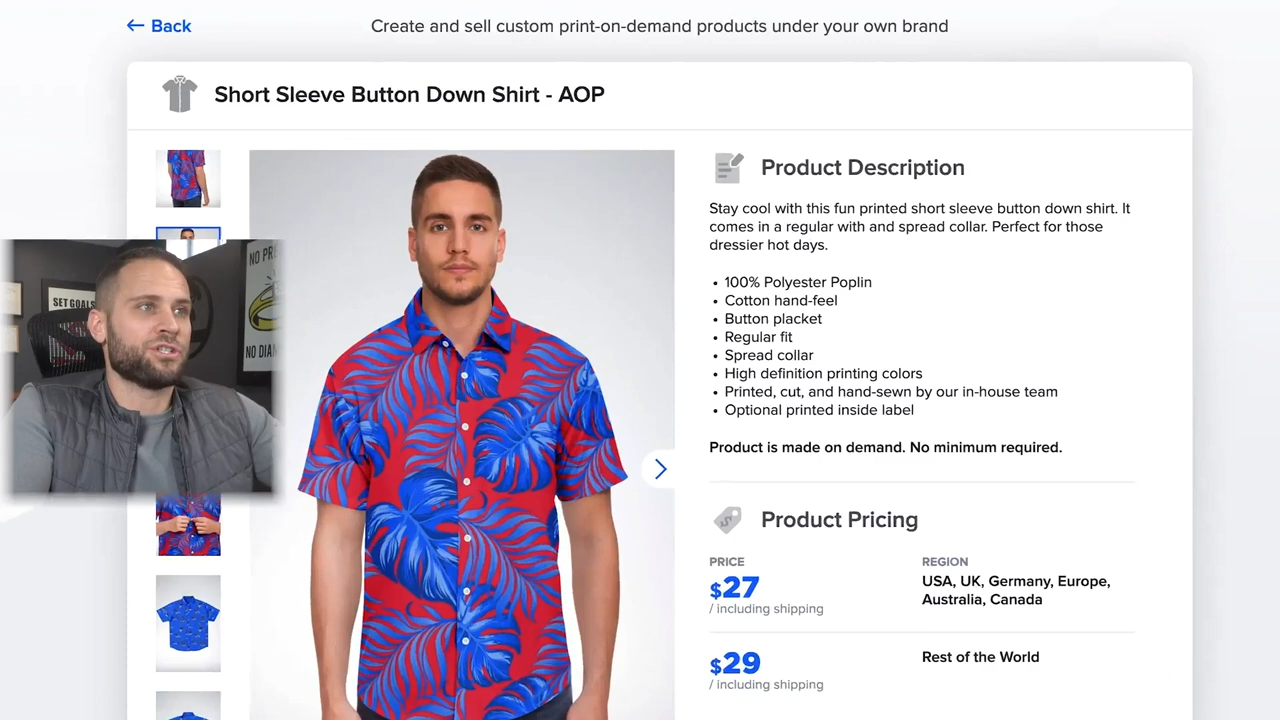 ← Back
Create and sell custom print-on-demand products under your own brand
Short Sleeve Button Down Shirt - AOP
Product Description
Stay cool with this fun printed short sleeve button down shirt. It
comes in a regular with and spread collar. Perfect for those
dressier hot days.
• 100% Polyester Poplin
• Cotton hand-feel
• Button placket
• Regular fit
• Spread collar
• High definition printing colors
• Printed, cut, and hand-sewn by our in-house team
• Optional printed inside label
Product is made on demand. No minimum required.
Product Pricing
PRICE
REGION
$27
/ including shipping
USA, UK, Germany, Europe,
Australia, Canada
$29
/ including shipping
Rest of the World
SET GOALS
NO
NO